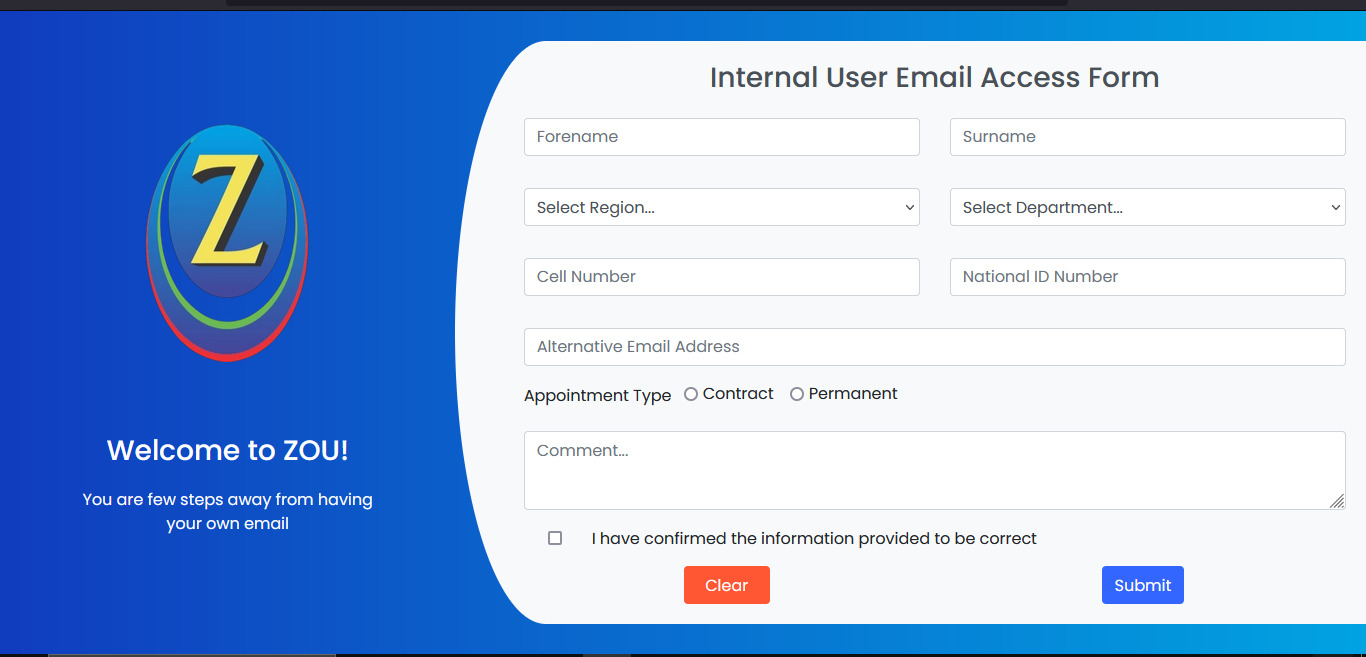 Internal User Email Access Form
Forename
Surname
Select Region...
Select Department...
Cell Number
National ID Number
Alternative Email Address
Appointment Type Contract Permanent
Comment...
I have confirmed the information provided to be correct
Clear
Submit
Z
Welcome to ZOU!
You are few steps away from having
your own email